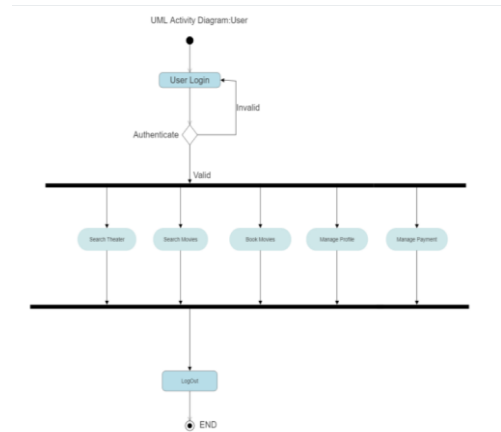 UML Activity Diagram:User
User Login
Invalid
Authenticate
Valid
Search Theater
Search Movies
Book Movies
Manage Profile
Manage Payment
LogOut
END